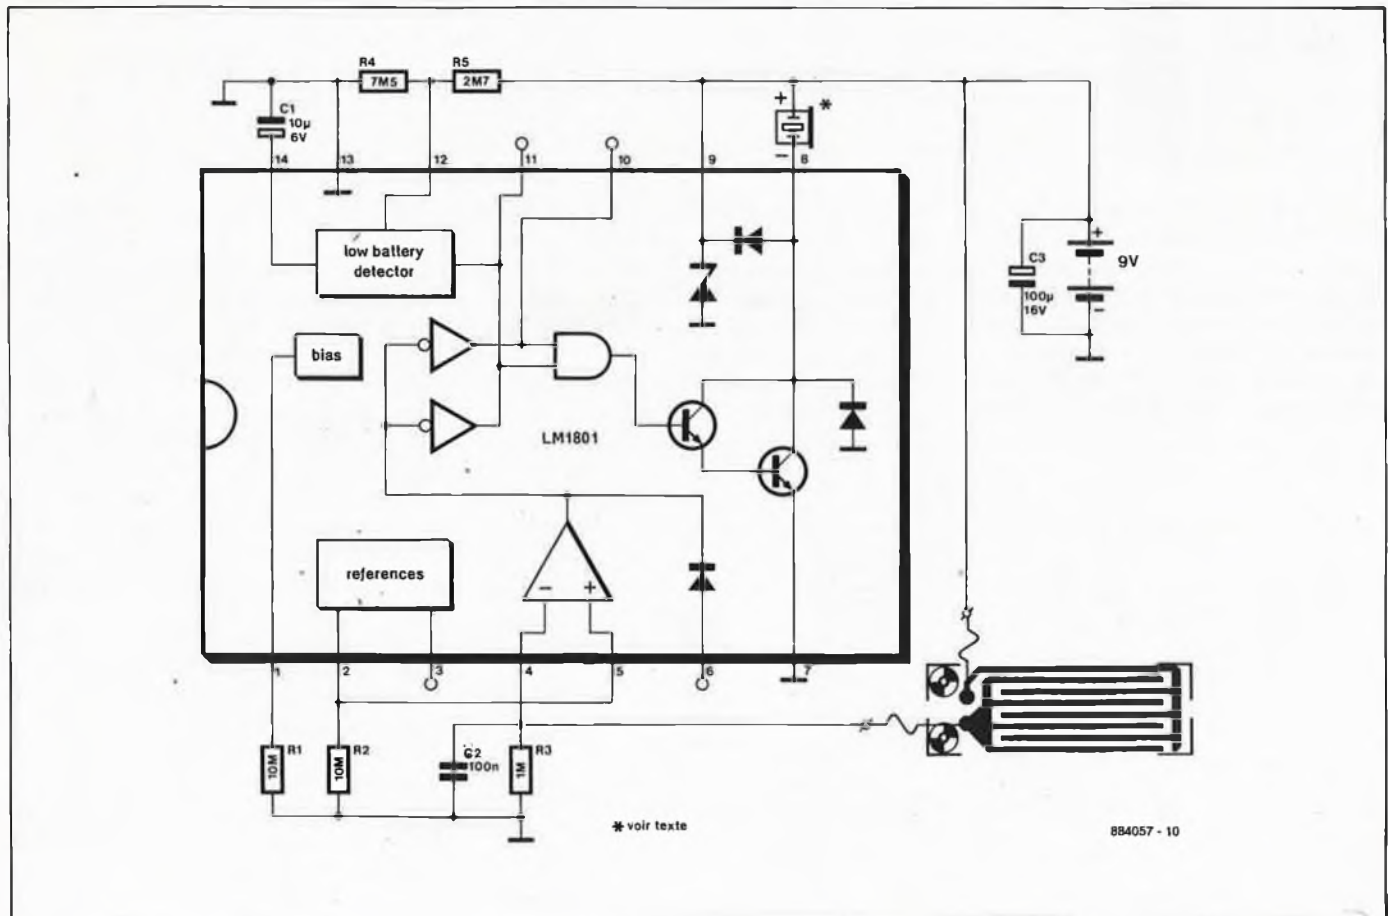 R4
7M5
R5
2M7
C1
10µ
6V
+
*
−
14
13
12
11
10
9
8
low battery
detector
bias
LM1801
references
−
+
C3
100µ
16V
+
9V
−
1
2
3
4
5
6
7
R1
10M
R2
10M
C2
100n
R3
1M
* voir texte
884057 - 10